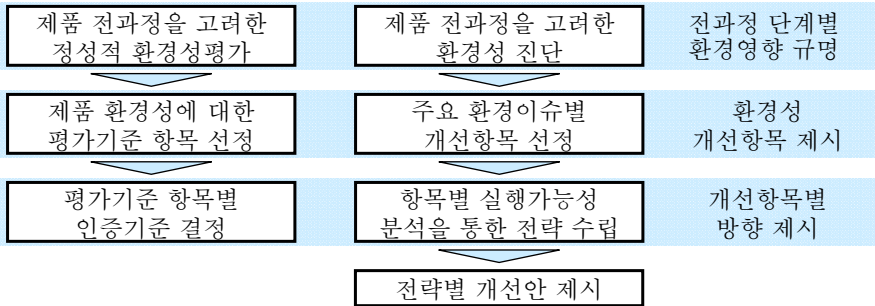 제품 전과정을 고려한
정성적 환경성평가
제품 전과정을 고려한
환경성 진단
전과정 단계별
환경영향 규명
제품 환경성에 대한
평가기준 항목 선정
주요 환경이슈별
개선항목 선정
환경성
개선항목 제시
평가기준 항목별
인증기준 결정
항목별 실행가능성
분석을 통한 전략 수립
개선항목별
방향 제시
전략별 개선안 제시